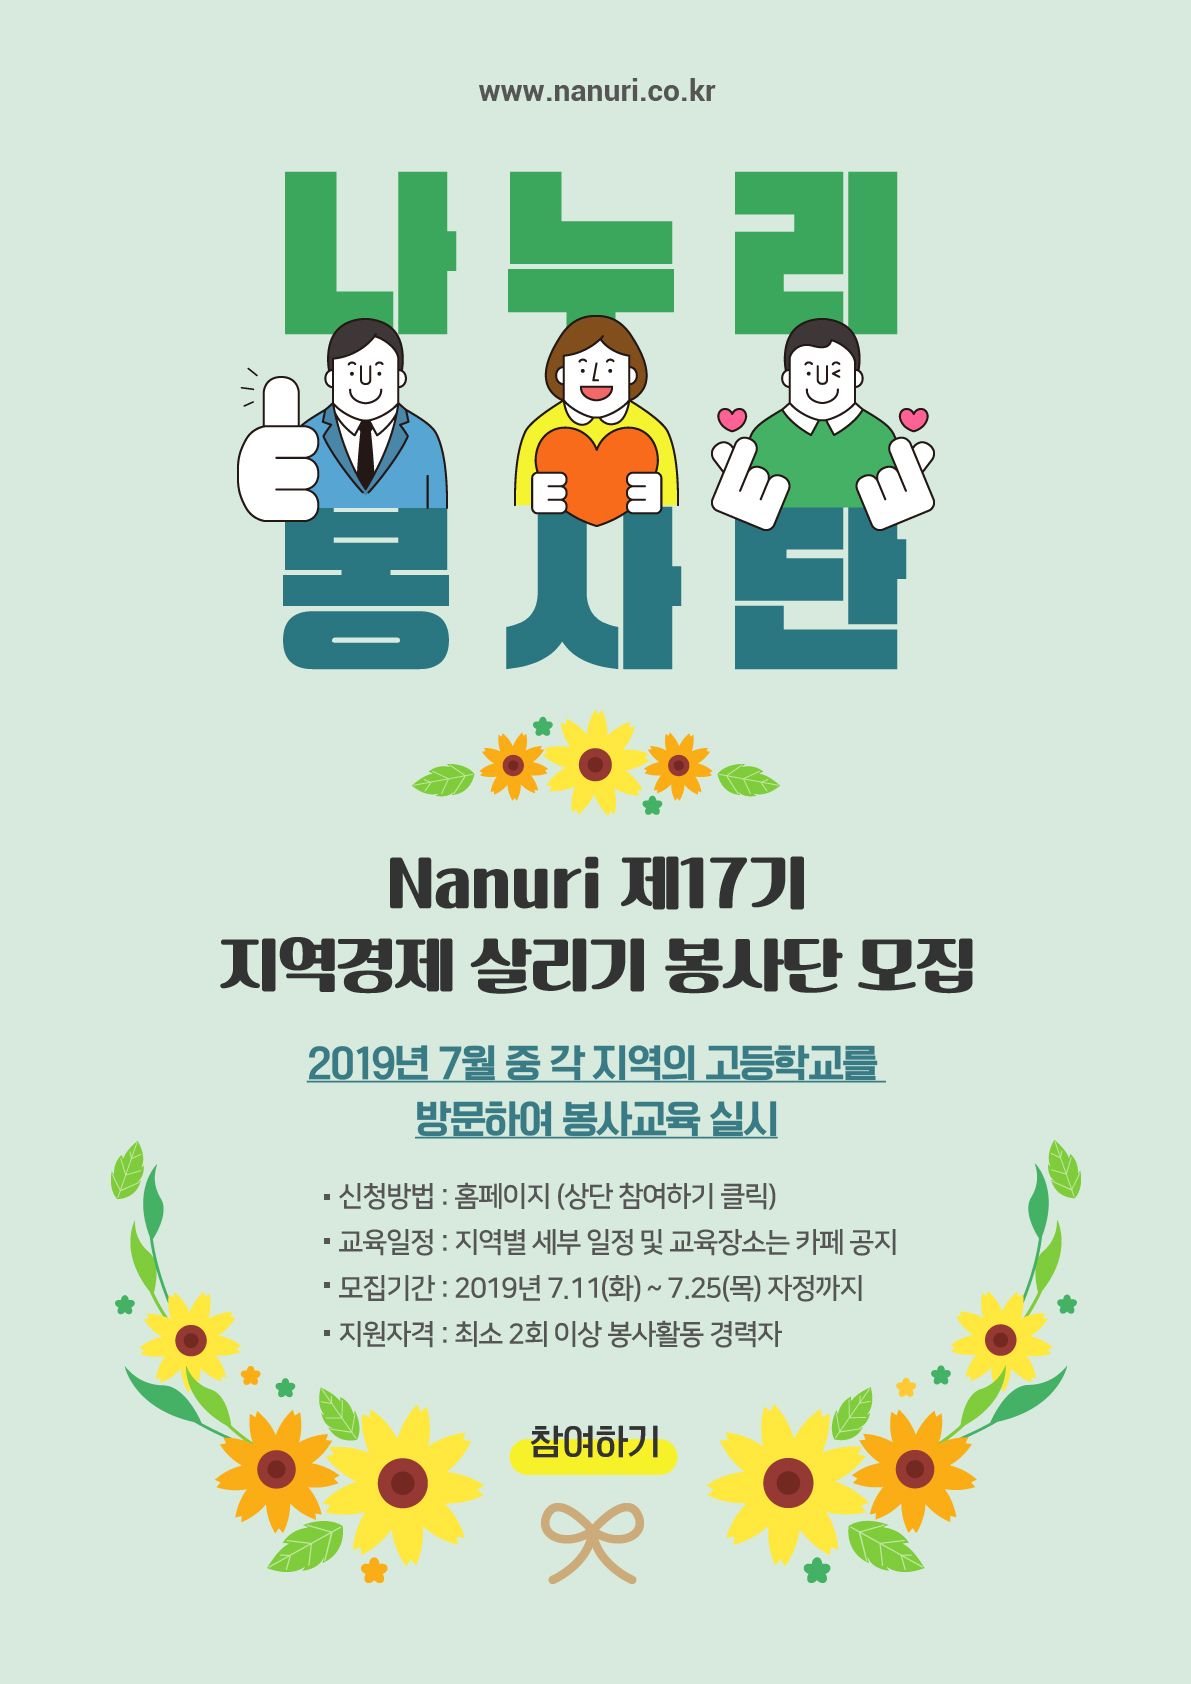 www.nanuri.co.kr
나누리
봉사단
Nanuri 제17기
지역경제 살리기 봉사단 모집
2019년 7월 중 각 지역의 고등학교를
방문하여 봉사교육 실시
▪ 신청방법 : 홈페이지 (상단 참여하기 클릭)
▪ 교육일정 : 지역별 세부 일정 및 교육장소는 카페 공지
▪ 모집기간 : 2019년 7.11(화) ~ 7.25(목) 자정까지
▪ 지원자격 : 최소 2회 이상 봉사활동 경력자
참여하기